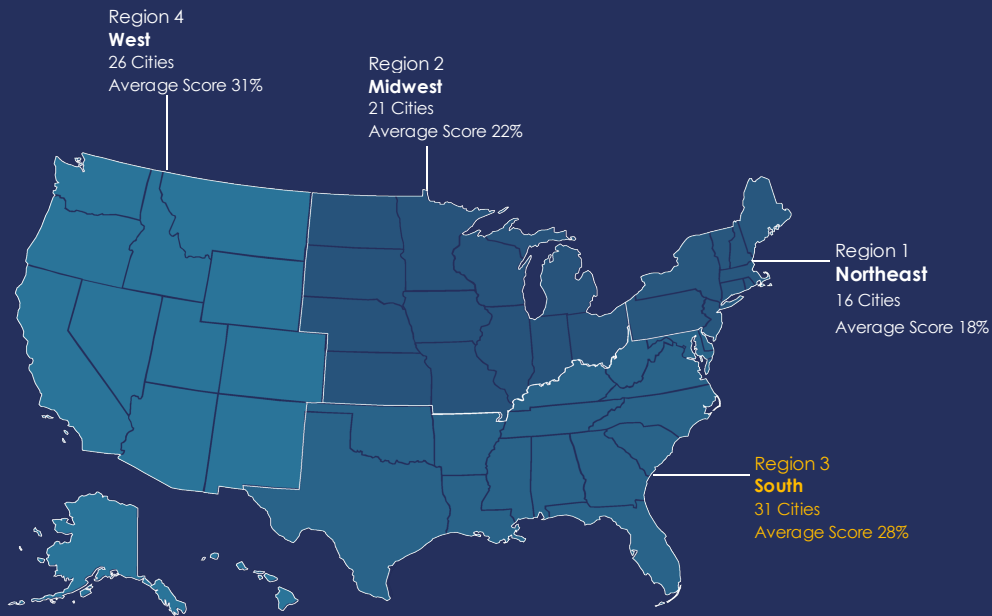 Region 4
West
26 Cities
Average Score 31%
Region 2
Midwest
21 Cities
Average Score 22%
Region 1
Northeast
16 Cities
Average Score 18%
Region 3
South
31 Cities
Average Score 28%